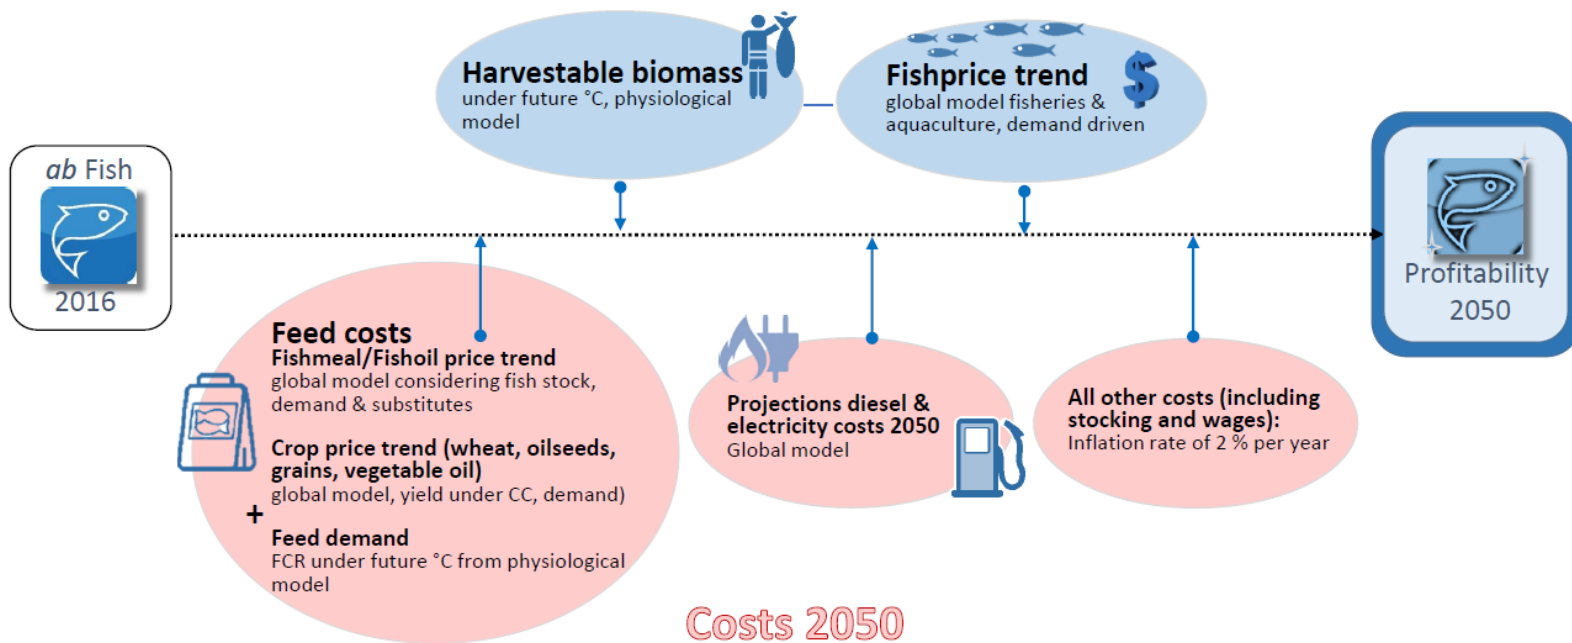 ab Fish
2016
Harvestable biomass
under future °C, physiological
model
Fishprice trend
global model fisheries &
aquaculture, demand driven
$
Profitability
2050
Feed costs
Fishmeal/Fishoil price trend
global model considering fish stock,
demand & substitutes
Crop price trend (wheat, oilseeds,
grains, vegetable oil)
global model, yield under CC, demand)
+
Feed demand
FCR under future °C from physiological
model
Projections diesel &
electricity costs 2050
Global model
All other costs (including
stocking and wages):
Inflation rate of 2 % per year
Costs 2050